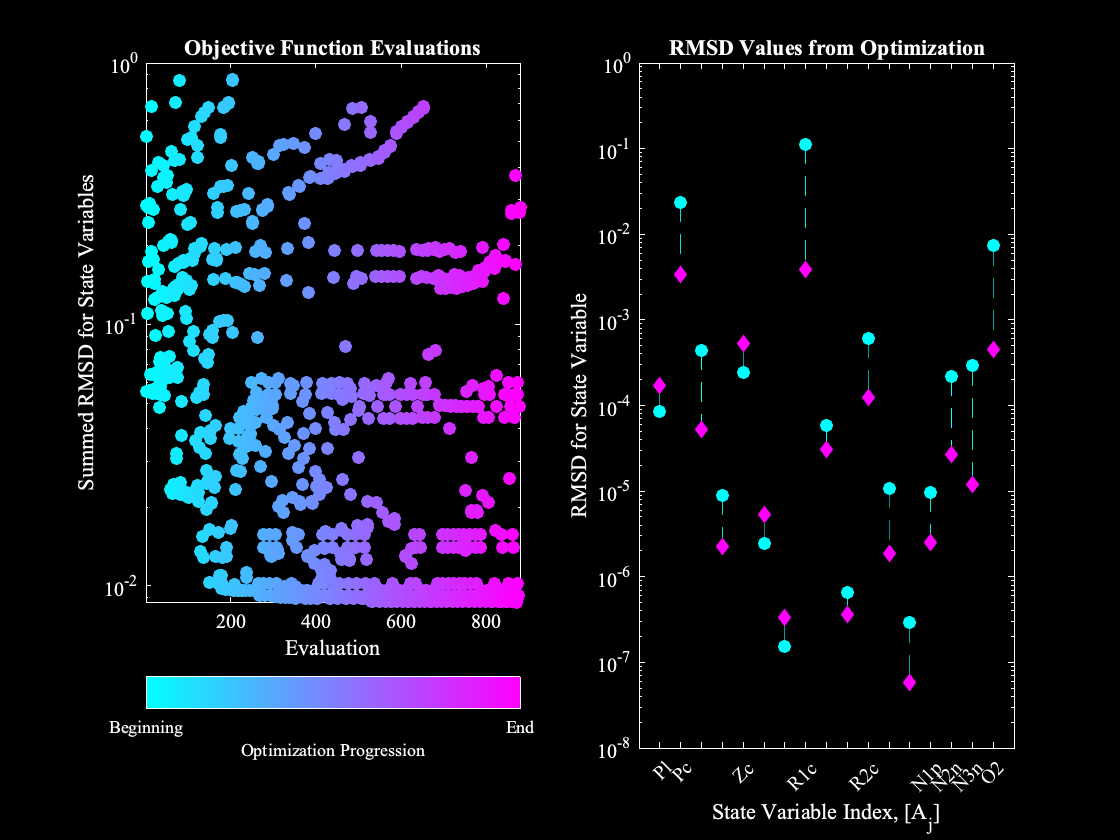 Objective Function Evaluations
10^0
10^-1
10^-2
Summed RMSD for State Variables
200 400 600 800
Evaluation
Beginning End
Optimization Progression
RMSD Values from Optimization
10^0
10^-1
10^-2
10^-3
10^-4
10^-5
10^-6
10^-7
10^-8
RMSD for State Variable
P1 Pc Zc R1c R2c N1p N2n N3n O2
State Variable Index, [A_j]